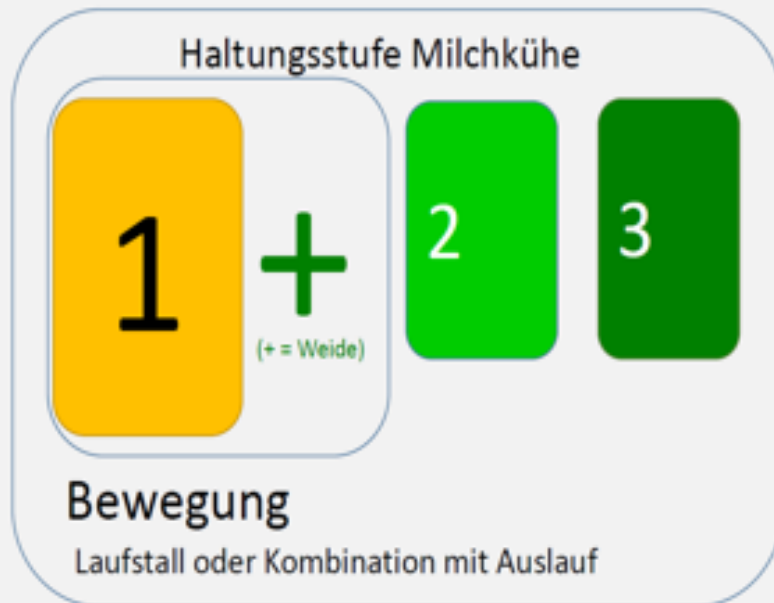 Haltungsstufe Milchkühe
1 + 2 3
(+ = Weide)
Bewegung
Laufstall oder Kombination mit Auslauf